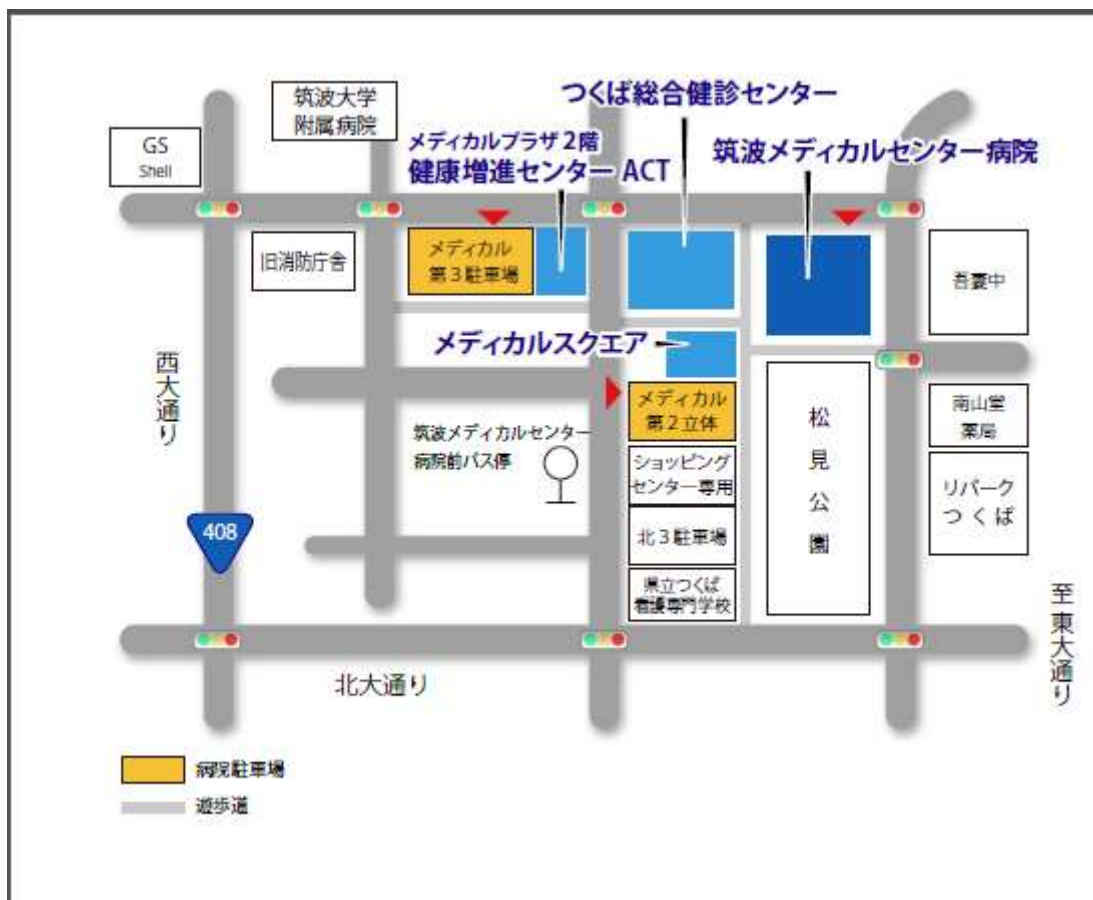 つくば総合健診センター
筑波大学
附属病院
GS
Shell
メディカルプラザ2階
健康増進センター ACT
筑波メディカルセンター病院
旧消防庁舎
メディカル
第3駐車場
吾妻中
メディカルスクエア
西大通り
メディカル
第2立体
松見公園
南山堂
薬局
筑波メディカルセンター
病院前バス停
ショッピング
センター専用
リパーク
つくば
408
北3駐車場
県立つくば
看護専門学校
至東大通り
北大通り
病院駐車場
遊歩道